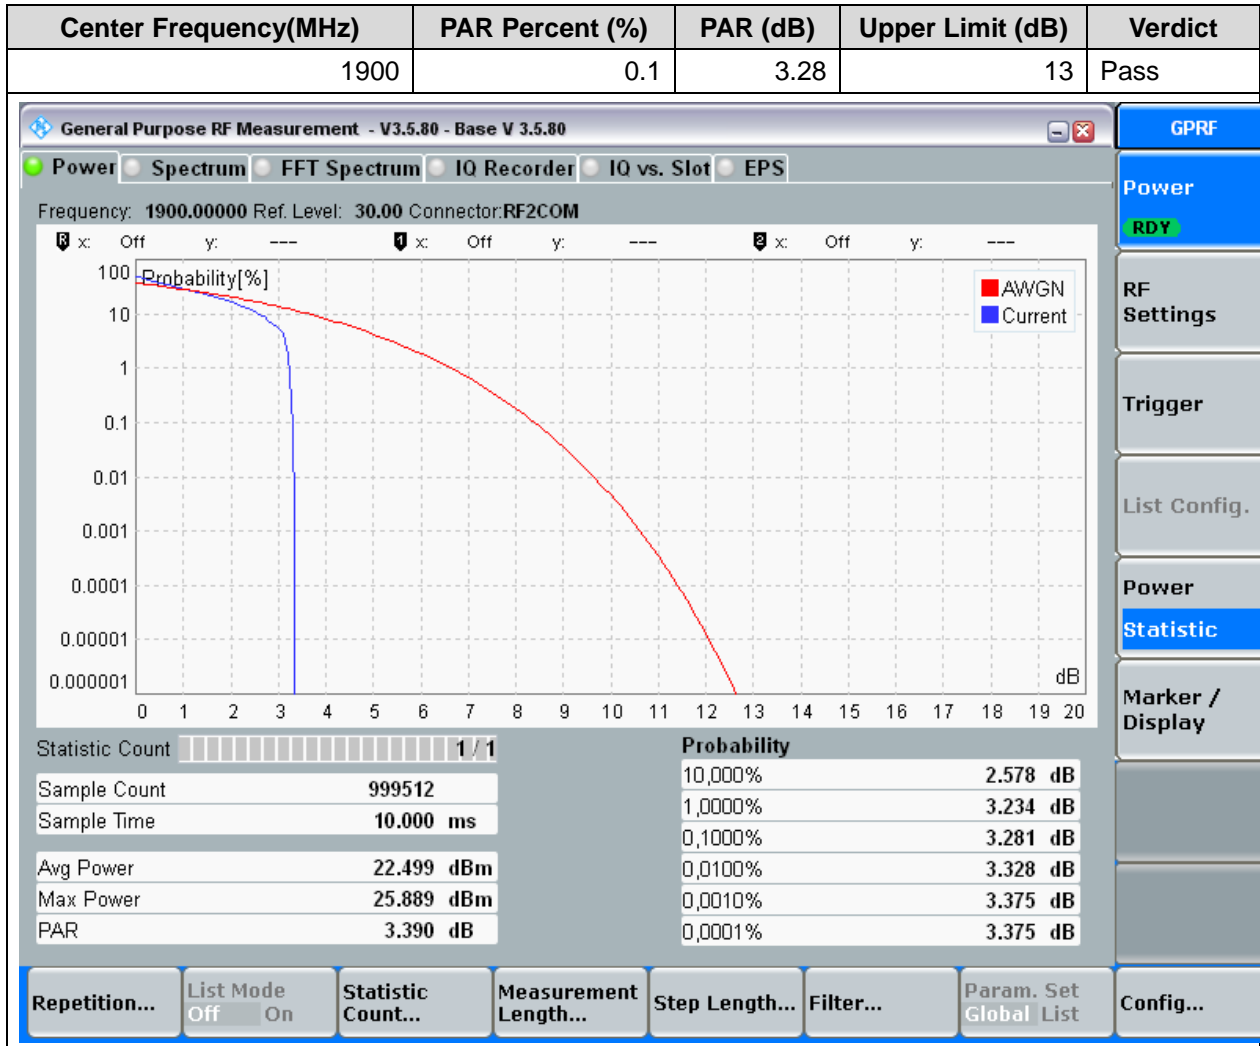 Center Frequency(MHz) PAR Percent (%) PAR (dB) Upper Limit (dB) Verdict
1900 0.1 3.28 13 Pass
General Purpose RF Measurement - V3.5.80 - Base V 3.5.80
GPRF
Power Spectrum FFT Spectrum IQ Recorder IQ vs. Slot EPS
Power
RDY
Frequency: 1900.00000 Ref. Level: 30.00 Connector:RF2COM
R x: Off y: --- 1 x: Off y: --- 2 x: Off y: ---
Probability[%]
100
10
1
0.1
0.01
0.001
0.0001
0.00001
0.000001
AWGN
Current
dB
0 1 2 3 4 5 6 7 8 9 10 11 12 13 14 15 16 17 18 19 20
RF
Settings
Trigger
List Config.
Power
Statistic
Marker /
Display
Statistic Count 1 / 1
Sample Count 999512
Sample Time 10.000 ms
Avg Power 22.499 dBm
Max Power 25.889 dBm
PAR 3.390 dB
Probability
10,000% 2.578 dB
1,0000% 3.234 dB
0,1000% 3.281 dB
0,0100% 3.328 dB
0,0010% 3.375 dB
0,0001% 3.375 dB
Repetition...
List Mode
Off On
Statistic
Count...
Measurement
Length...
Step Length...
Filter...
Param. Set
Global List
Config...